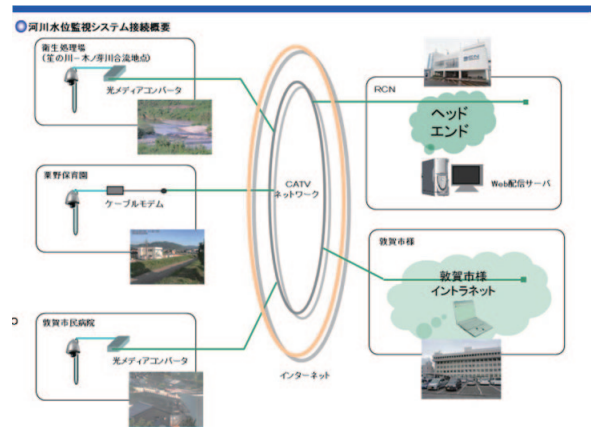 河川水位監視システム接続概要
衛生処理場
(笙の川－木ノ芽川合流地点)
光メディアコンバータ
粟野保育園
ケーブルモデム
敦賀市民病院
光メディアコンバータ
CATV
ネットワーク
インターネット
RCN
ヘッド
エンド
Web配信サーバ
敦賀市様
敦賀市様
イントラネット